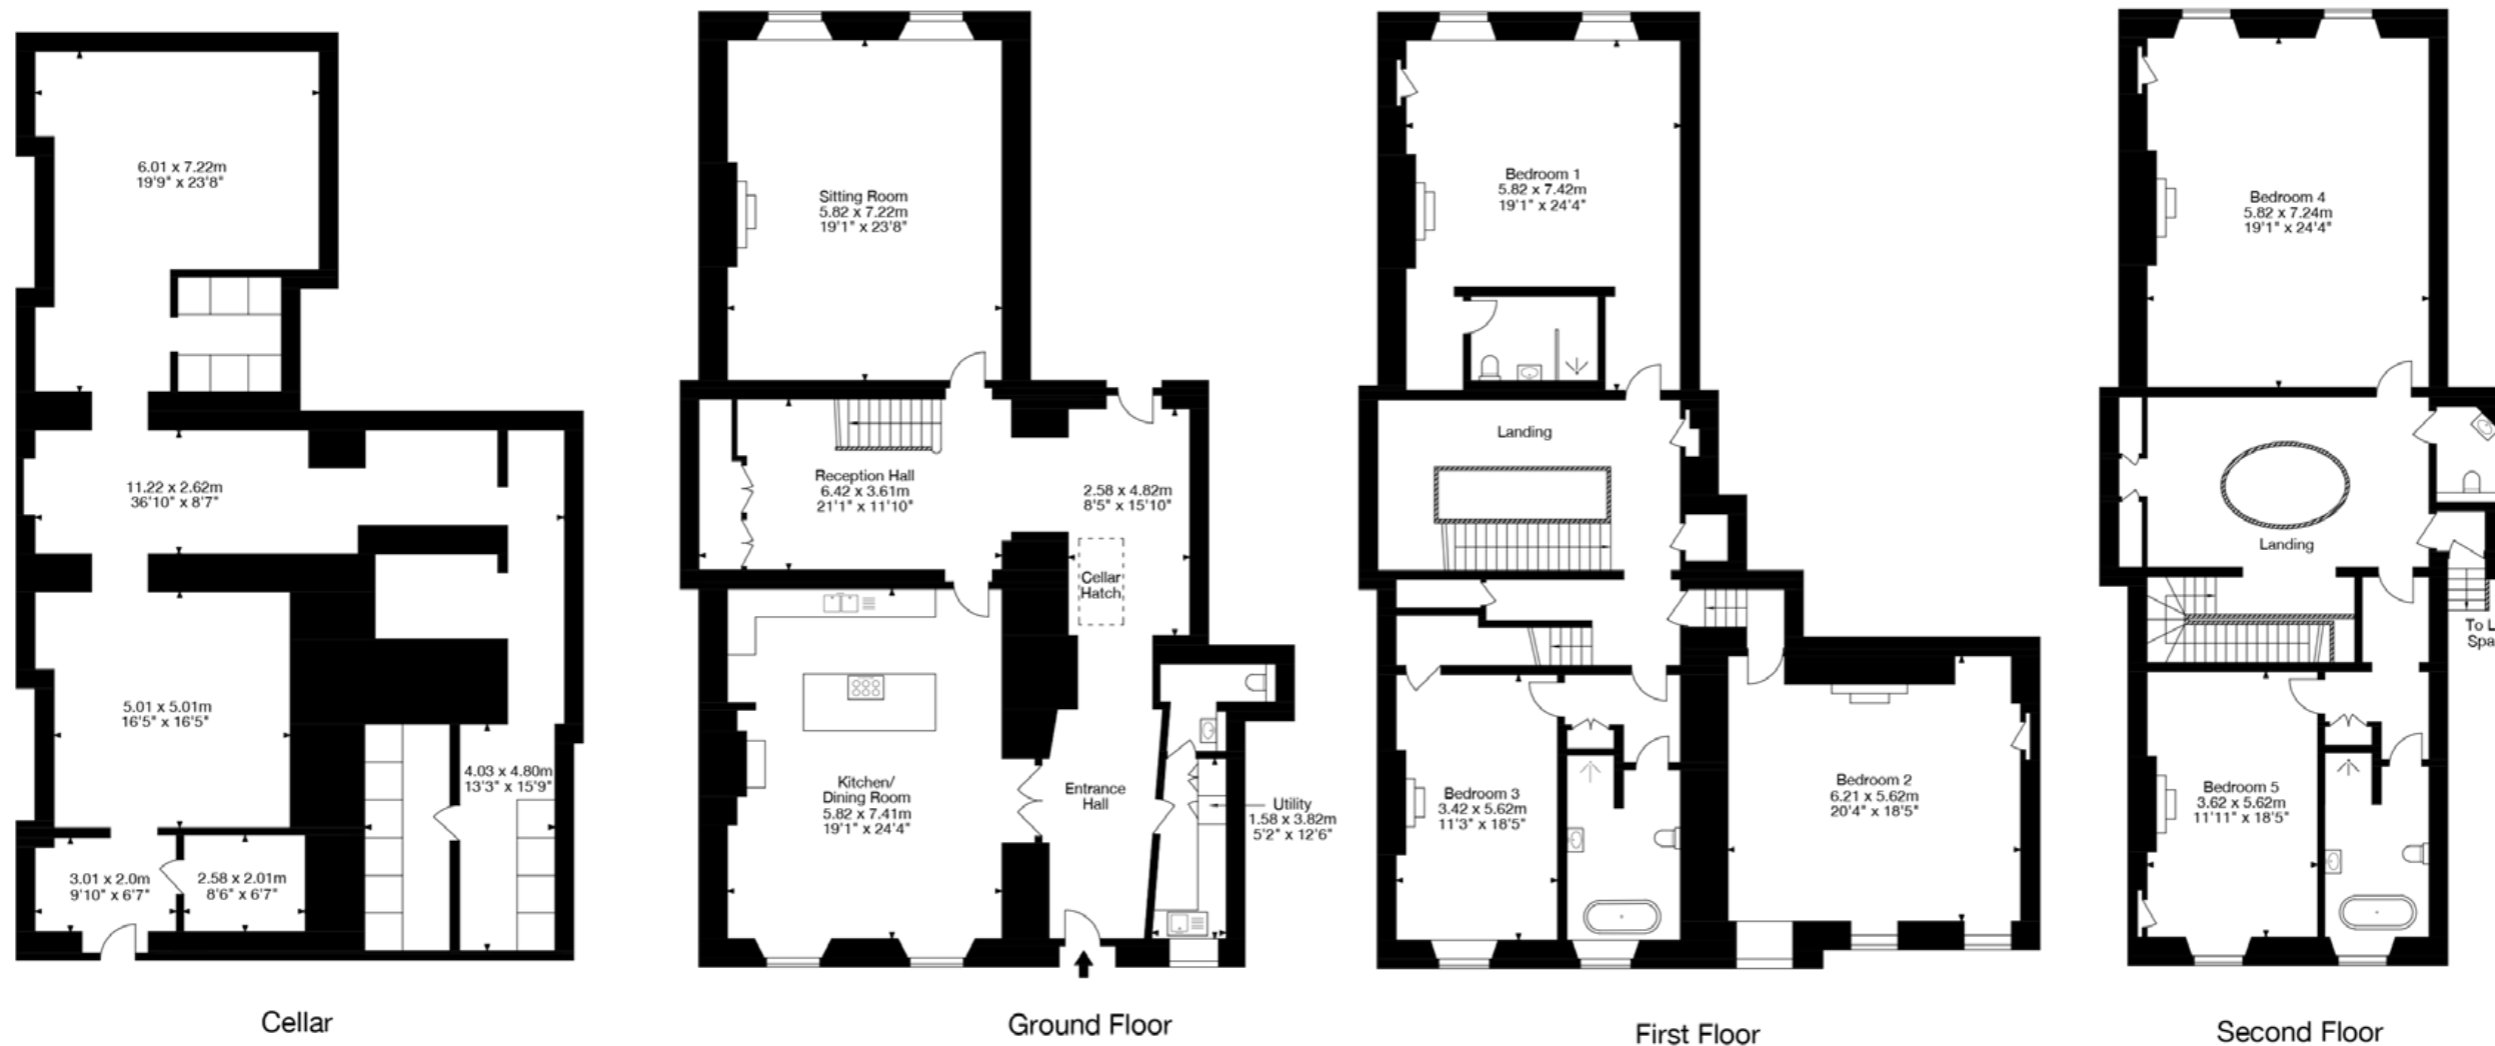 6.01 x 7.22m
19'9" x 23'8"
11.22 x 2.62m
36'10" x 8'7"
5.01 x 5.01m
16'5" x 16'5"
4.03 x 4.80m
13'3" x 15'9"
3.01 x 2.0m
9'10" x 6'7"
2.58 x 2.01m
8'6" x 6'7"
Cellar
Sitting Room
5.82 x 7.22m
19'1" x 23'8"
Reception Hall
6.42 x 3.61m
21'1" x 11'10"
2.58 x 4.82m
8'5" x 15'10"
Cellar
Hatch
Kitchen/
Dining Room
5.82 x 7.41m
19'1" x 24'4"
Entrance
Hall
Utility
1.58 x 3.82m
5'2" x 12'6"
Ground Floor
Bedroom 1
5.82 x 7.42m
19'1" x 24'4"
Landing
Bedroom 3
3.42 x 5.62m
11'3" x 18'5"
Bedroom 2
6.21 x 5.62m
20'4" x 18'5"
First Floor
Bedroom 4
5.82 x 7.24m
19'1" x 24'4"
Landing
To L
Spa
Bedroom 5
3.62 x 5.62m
11'11" x 18'5"
Second Floor